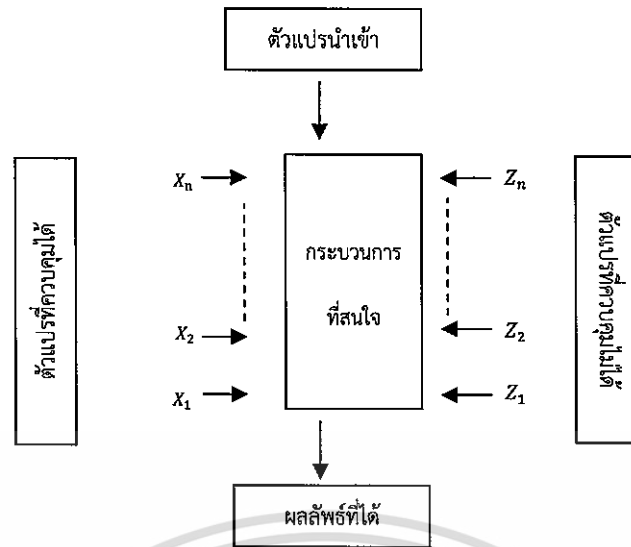 ตัวแปรนำเข้า
ตัวแปรที่ควบคุมได้
X_n
X_2
X_1
กระบวนการ
ที่สนใจ
Z_n
Z_2
Z_1
ตัวแปรที่ควบคุมไม่ได้
ผลลัพธ์ที่ได้